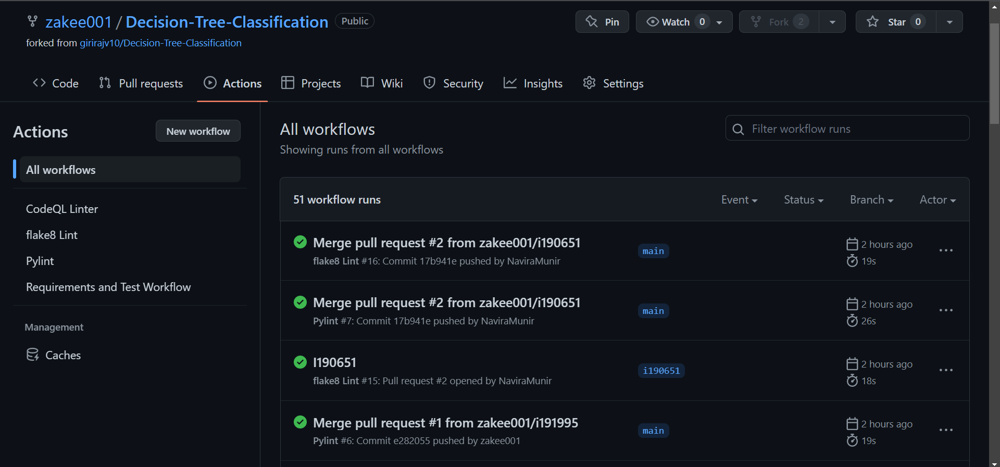 zakee001 / Decision-Tree-Classification Public
Pin
Watch 0
Fork 2
Star 0
forked from girirajv10/Decision-Tree-Classification
Code
Pull requests
Actions
Projects
Wiki
Security
Insights
Settings
Actions
New workflow
All workflows
CodeQL Linter
flake8 Lint
Pylint
Requirements and Test Workflow
Management
Caches
All workflows
Showing runs from all workflows
Filter workflow runs
51 workflow runs
Event
Status
Branch
Actor
Merge pull request #2 from zakee001/i190651
flake8 Lint #16: Commit 17b941e pushed by NaviraMunir
main
2 hours ago
19s
Merge pull request #2 from zakee001/i190651
Pylint #7: Commit 17b941e pushed by NaviraMunir
main
2 hours ago
26s
I190651
flake8 Lint #15: Pull request #2 opened by NaviraMunir
i190651
2 hours ago
18s
Merge pull request #1 from zakee001/i191995
Pylint #6: Commit e282055 pushed by zakee001
main
2 hours ago
19s